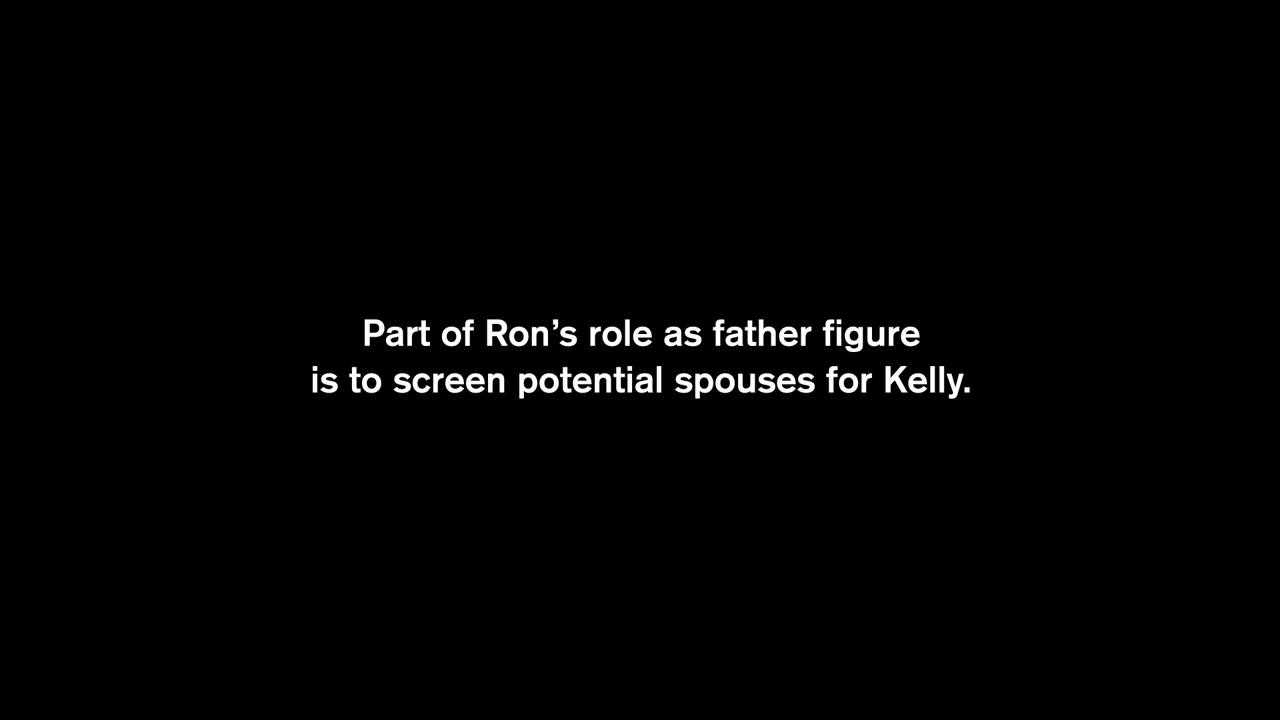 Part of Ron’s role as father figure
is to screen potential spouses for Kelly.